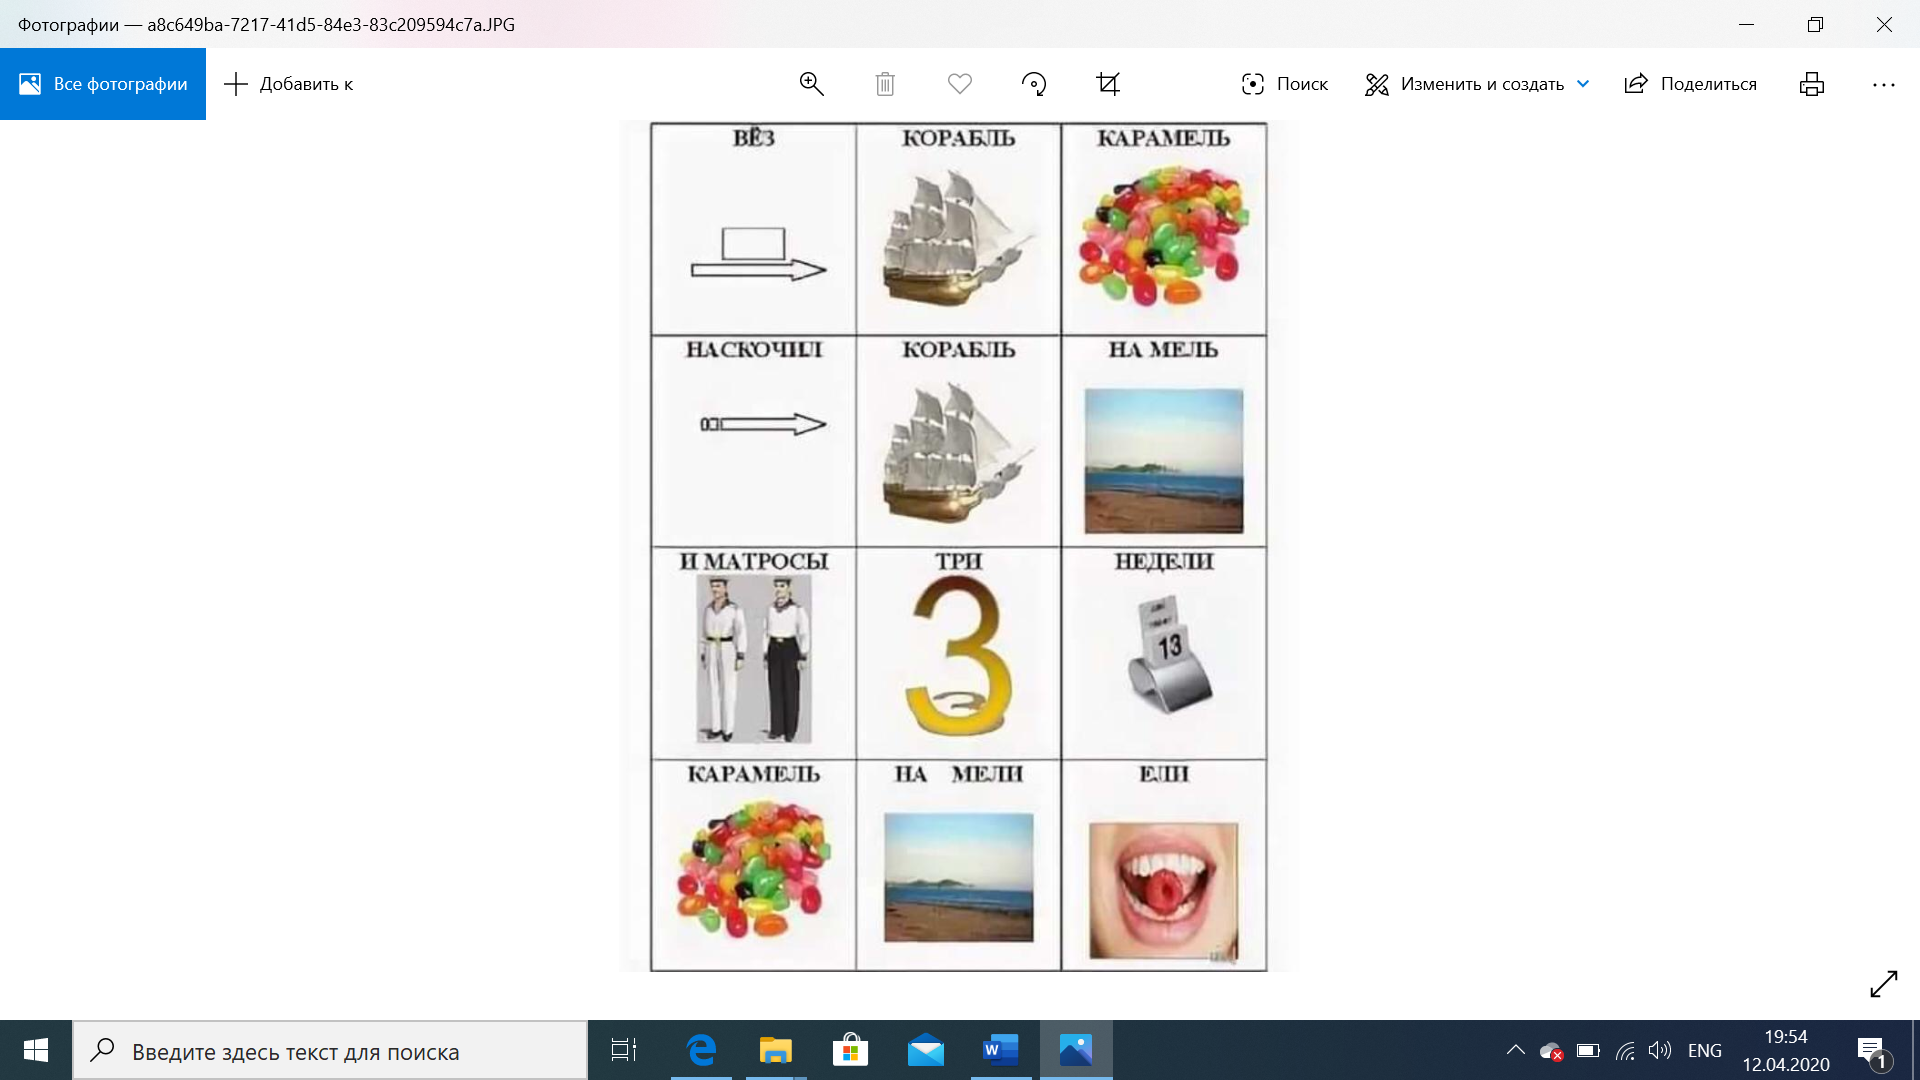 Фотографии — a8c649ba-7217-41d5-84e3-83c209594c7a.JPG
Все фотографии
Добавить к
Поиск
Изменить и создать
Поделиться
ВЁЗ
КОРАБЛЬ
КАРАМЕЛЬ
НАСКОЧИЛ
КОРАБЛЬ
НА МЕЛЬ
И МАТРОСЫ
ТРИ
НЕДЕЛИ
3
13
КАРАМЕЛЬ
НА МЕЛИ
ЕЛИ
Введите здесь текст для поиска
W
ENG
19:54
12.04.2020
1